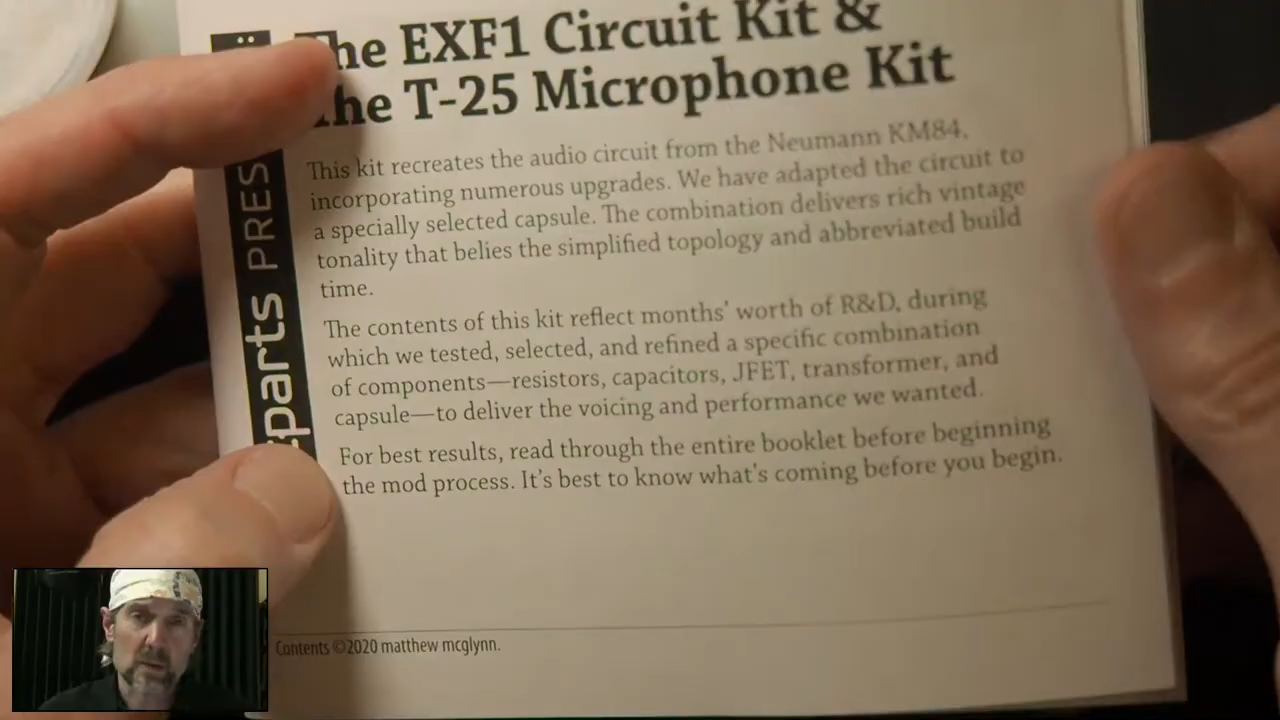 The EXF1 Circuit Kit &
the T-25 Microphone Kit
This kit recreates the audio circuit from the Neumann KM84,
incorporating numerous upgrades. We have adapted the circuit to
a specially selected capsule. The combination delivers rich vintage
tonality that belies the simplified topology and abbreviated build
time.
The contents of this kit reflect months' worth of R&D, during
which we tested, selected, and refined a specific combination
of components—resistors, capacitors, JFET, transformer, and
capsule—to deliver the voicing and performance we wanted.
For best results, read through the entire booklet before beginning
the mod process. It's best to know what's coming before you begin.
parts PRES
Contents ©2020 matthew mcglynn.